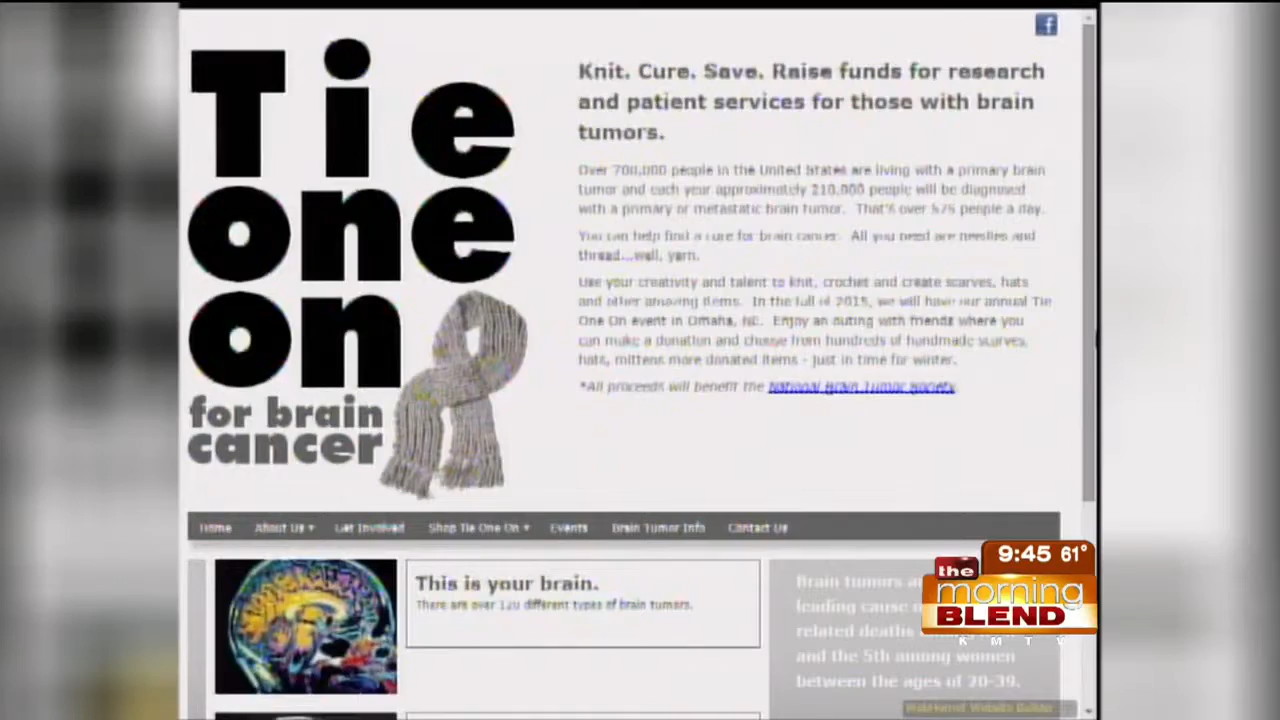 Tie
one
on
for brain
cancer
Knit. Cure. Save. Raise funds for research
and patient services for those with brain
tumors.
Over 700,000 people in the United States are living with a primary brain
tumor and each year approximately 210,000 people will be diagnosed
with a primary or metastatic brain tumor. That's over 575 people a day.
You can help find a cure for brain cancer. All you need are needles and
thread...well, yarn.
Use your creativity and talent to knit, crochet and create scarves, hats
and other amazing items. In the fall of 2015, we will have our annual Tie
One On event in Omaha, NE. Enjoy an outing with friends where you
can make a donation and choose from hundreds of handmade scarves,
hats, mittens more donated items - just in time for winter.
*All proceeds will benefit the National Brain Tumor Society.
Home About Us Get Involved Shop Tie One On Events Brain Tumor Info Contact Us
This is your brain.
There are over 120 different types of brain tumors.
Brain tumors
leading cause
related deaths
and the 5th among women
between the ages of 20-39.
9:45 61°
the
morning
BLEND
KMTV
Website Builder